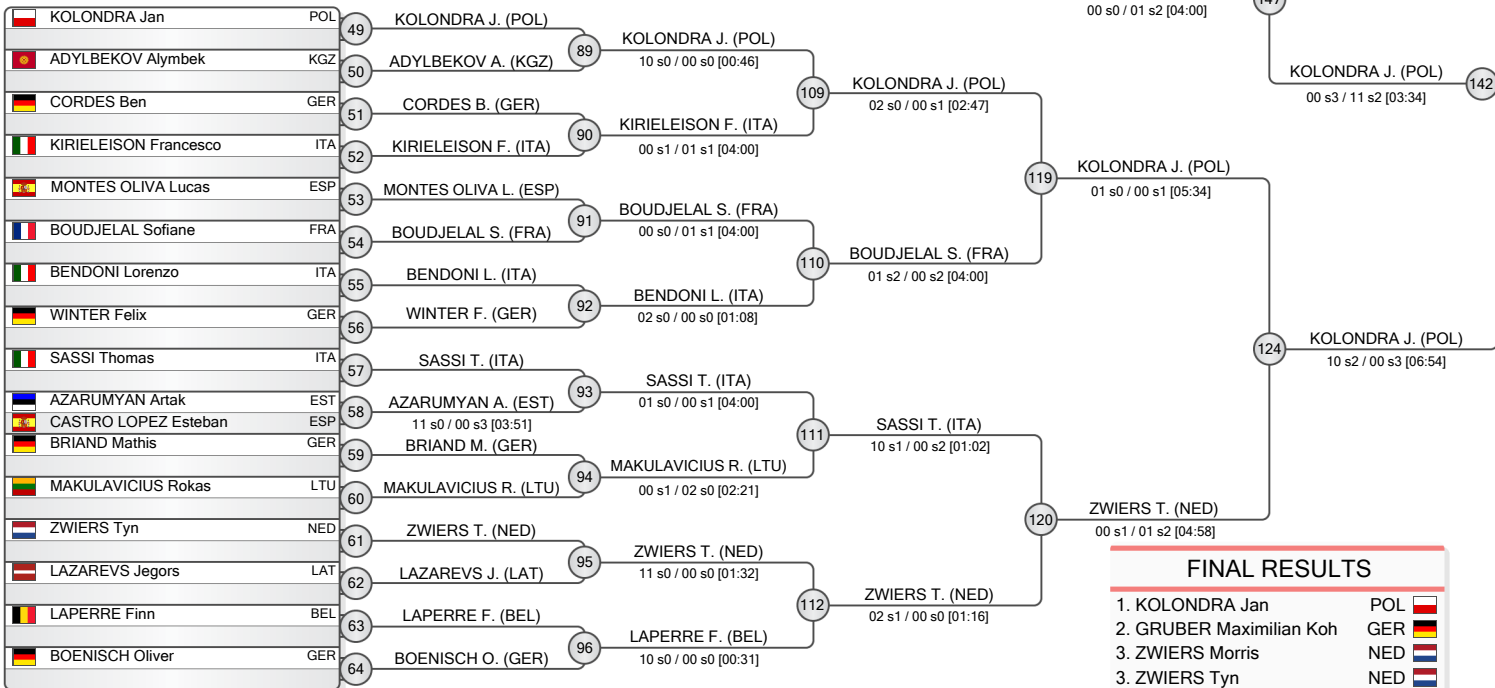 KOLONDRA Jan POL
ADYLBEKOV Alymbek KGZ
CORDES Ben GER
KIRIELEISON Francesco ITA
MONTES OLIVA Lucas ESP
BOUDJELAL Sofiane FRA
BENDONI Lorenzo ITA
WINTER Felix GER
SASSI Thomas ITA
AZARUMYAN Artak EST
CASTRO LOPEZ Esteban ESP
BRIAND Mathis GER
MAKULAVICIUS Rokas LTU
ZWIERS Tyn NED
LAZAREVS Jegors LAT
LAPERRE Finn BEL
BOENISCH Oliver GER
49
50
51
52
53
54
55
56
57
58
59
60
61
62
63
64
KOLONDRA J. (POL)
ADYLBEKOV A. (KGZ)
CORDES B. (GER)
KIRIELEISON F. (ITA)
MONTES OLIVA L. (ESP)
BOUDJELAL S. (FRA)
BENDONI L. (ITA)
WINTER F. (GER)
SASSI T. (ITA)
AZARUMYAN A. (EST)
11 s0 / 00 s3 [03:51]
BRIAND M. (GER)
MAKULAVICIUS R. (LTU)
ZWIERS T. (NED)
LAZAREVS J. (LAT)
LAPERRE F. (BEL)
BOENISCH O. (GER)
89
90
91
92
93
94
95
96
KOLONDRA J. (POL)
10 s0 / 00 s0 [00:46]
KIRIELEISON F. (ITA)
00 s1 / 01 s1 [04:00]
BOUDJELAL S. (FRA)
00 s0 / 01 s1 [04:00]
BENDONI L. (ITA)
02 s0 / 00 s0 [01:08]
SASSI T. (ITA)
01 s0 / 00 s1 [04:00]
MAKULAVICIUS R. (LTU)
00 s1 / 02 s0 [02:21]
ZWIERS T. (NED)
11 s0 / 00 s0 [01:32]
LAPERRE F. (BEL)
10 s0 / 00 s0 [00:31]
109
110
111
112
KOLONDRA J. (POL)
02 s0 / 00 s1 [02:47]
BOUDJELAL S. (FRA)
01 s2 / 00 s2 [04:00]
SASSI T. (ITA)
10 s1 / 00 s2 [01:02]
ZWIERS T. (NED)
02 s1 / 00 s0 [01:16]
119
120
KOLONDRA J. (POL)
01 s0 / 00 s1 [05:34]
ZWIERS T. (NED)
00 s1 / 01 s2 [04:58]
124
KOLONDRA J. (POL)
10 s2 / 00 s3 [06:54]
00 s0 / 01 s2 [04:00]
KOLONDRA J. (POL)
00 s3 / 11 s2 [03:34]
142
FINAL RESULTS
1. KOLONDRA Jan POL
2. GRUBER Maximilian Koh GER
3. ZWIERS Morris NED
3. ZWIERS Tyn NED